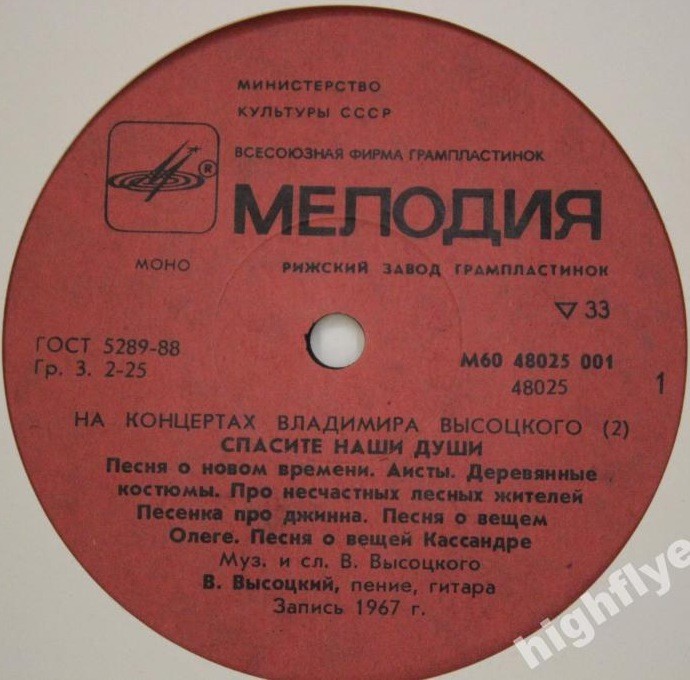 МИНИСТЕРСТВО
КУЛЬТУРЫ СССР
ВСЕСОЮЗНАЯ ФИРМА ГРАМПЛАСТИНОК
®
МЕЛОДИЯ
МОНО
РИЖСКИЙ ЗАВОД ГРАМПЛАСТИНОК
▽ 33
ГОСТ 5289-88
Гр. 3. 2-25
М60 48025 001
48025
1
НА КОНЦЕРТАХ ВЛАДИМИРА ВЫСОЦКОГО (2)
СПАСИТЕ НАШИ ДУШИ
Песня о новом времени. Аисты. Деревянные
костюмы. Про несчастных лесных жителей
Песенка про джинна. Песня о вещем
Олеге. Песня о вещей Кассандре
Муз. и сл. В. Высоцкого
В. Высоцкий, пение, гитара
Запись 1967 г.
highflye